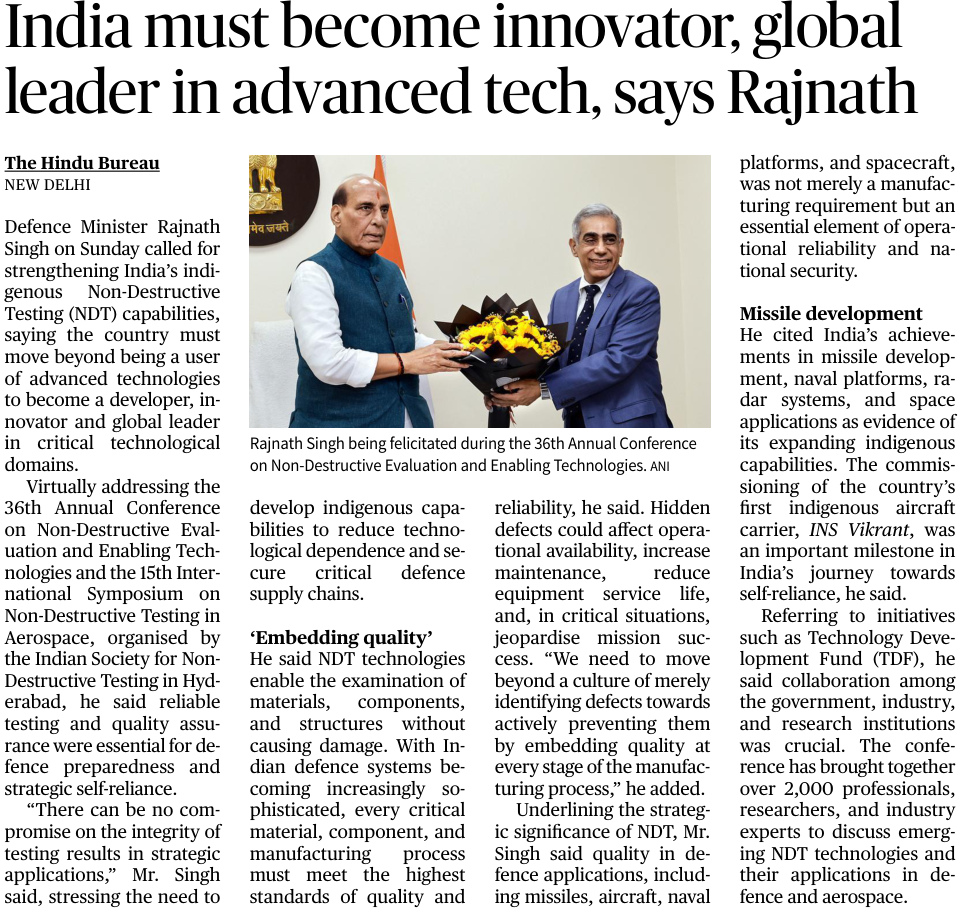 India must become innovator, global
leader in advanced tech, says Rajnath
The Hindu Bureau
NEW DELHI
Defence Minister Rajnath
Singh on Sunday called for
strengthening India’s indi-
genous Non-Destructive
Testing (NDT) capabilities,
saying the country must
move beyond being a user
of advanced technologies
to become a developer, in-
novator and global leader
in critical technological
domains.
Virtually addressing the
36th Annual Conference
on Non-Destructive Eval-
uation and Enabling Tech-
nologies and the 15th Inter-
national Symposium on
Non-Destructive Testing in
Aerospace, organised by
the Indian Society for Non-
Destructive Testing in Hyd-
erabad, he said reliable
testing and quality assu-
rance were essential for de-
fence preparedness and
strategic self-reliance.
“There can be no com-
promise on the integrity of
testing results in strategic
applications,” Mr. Singh
said, stressing the need to
मेव जयते
Rajnath Singh being felicitated during the 36th Annual Conference
on Non-Destructive Evaluation and Enabling Technologies. ANI
develop indigenous capa-
bilities to reduce techno-
logical dependence and se-
cure critical defence
supply chains.
‘Embedding quality’
He said NDT technologies
enable the examination of
materials, components,
and structures without
causing damage. With In-
dian defence systems be-
coming increasingly so-
phisticated, every critical
material, component, and
manufacturing process
must meet the highest
standards of quality and
reliability, he said. Hidden
defects could affect opera-
tional availability, increase
maintenance, reduce
equipment service life,
and, in critical situations,
jeopardise mission suc-
cess. “We need to move
beyond a culture of merely
identifying defects towards
actively preventing them
by embedding quality at
every stage of the manufac-
turing process,” he added.
Underlining the strateg-
ic significance of NDT, Mr.
Singh said quality in de-
fence applications, includ-
ing missiles, aircraft, naval
platforms, and spacecraft,
was not merely a manufac-
turing requirement but an
essential element of opera-
tional reliability and na-
tional security.
Missile development
He cited India’s achieve-
ments in missile develop-
ment, naval platforms, ra-
dar systems, and space
applications as evidence of
its expanding indigenous
capabilities. The commis-
sioning of the country’s
first indigenous aircraft
carrier, INS Vikrant, was
an important milestone in
India’s journey towards
self-reliance, he said.
Referring to initiatives
such as Technology Deve-
lopment Fund (TDF), he
said collaboration among
the government, industry,
and research institutions
was crucial. The confe-
rence has brought together
over 2,000 professionals,
researchers, and industry
experts to discuss emerg-
ing NDT technologies and
their applications in de-
fence and aerospace.